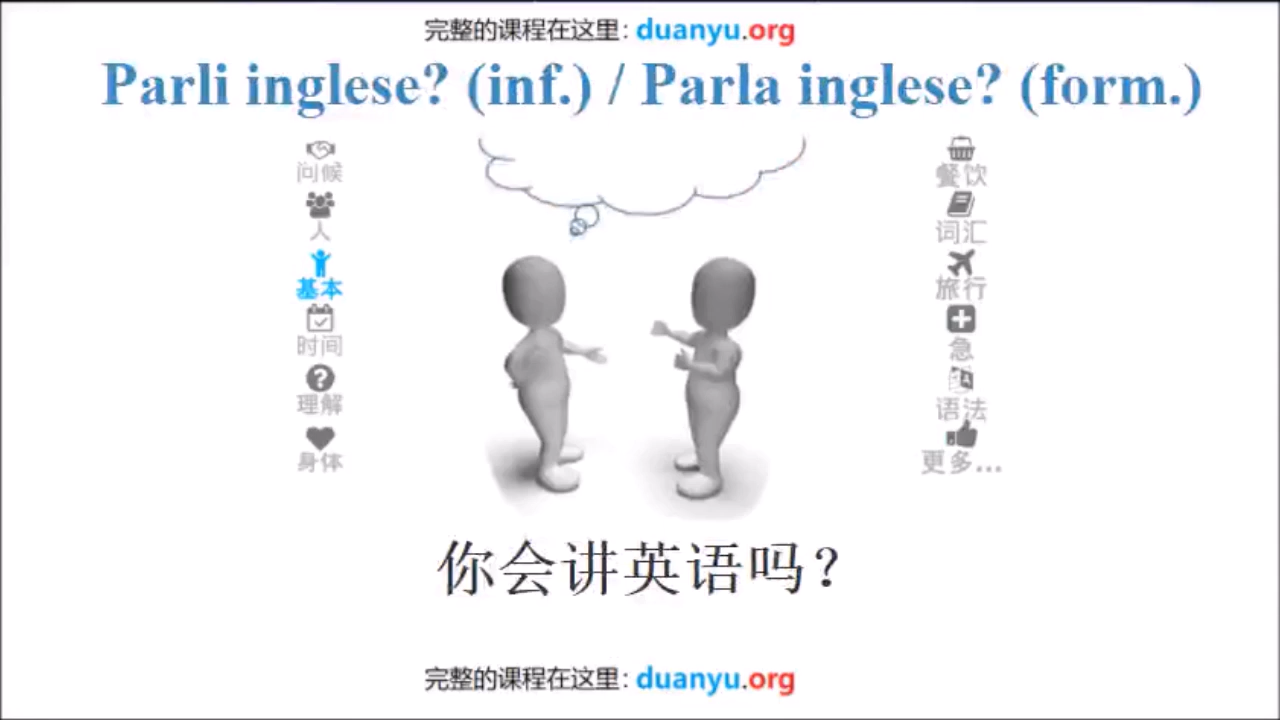 完整的课程在这里: duanyu.org
Parli inglese? (inf.) / Parla inglese? (form.)
问候
人
基本
时间
理解
身体
餐饮
词汇
旅行
急
语法
更多...
你会讲英语吗?
完整的课程在这里: duanyu.org